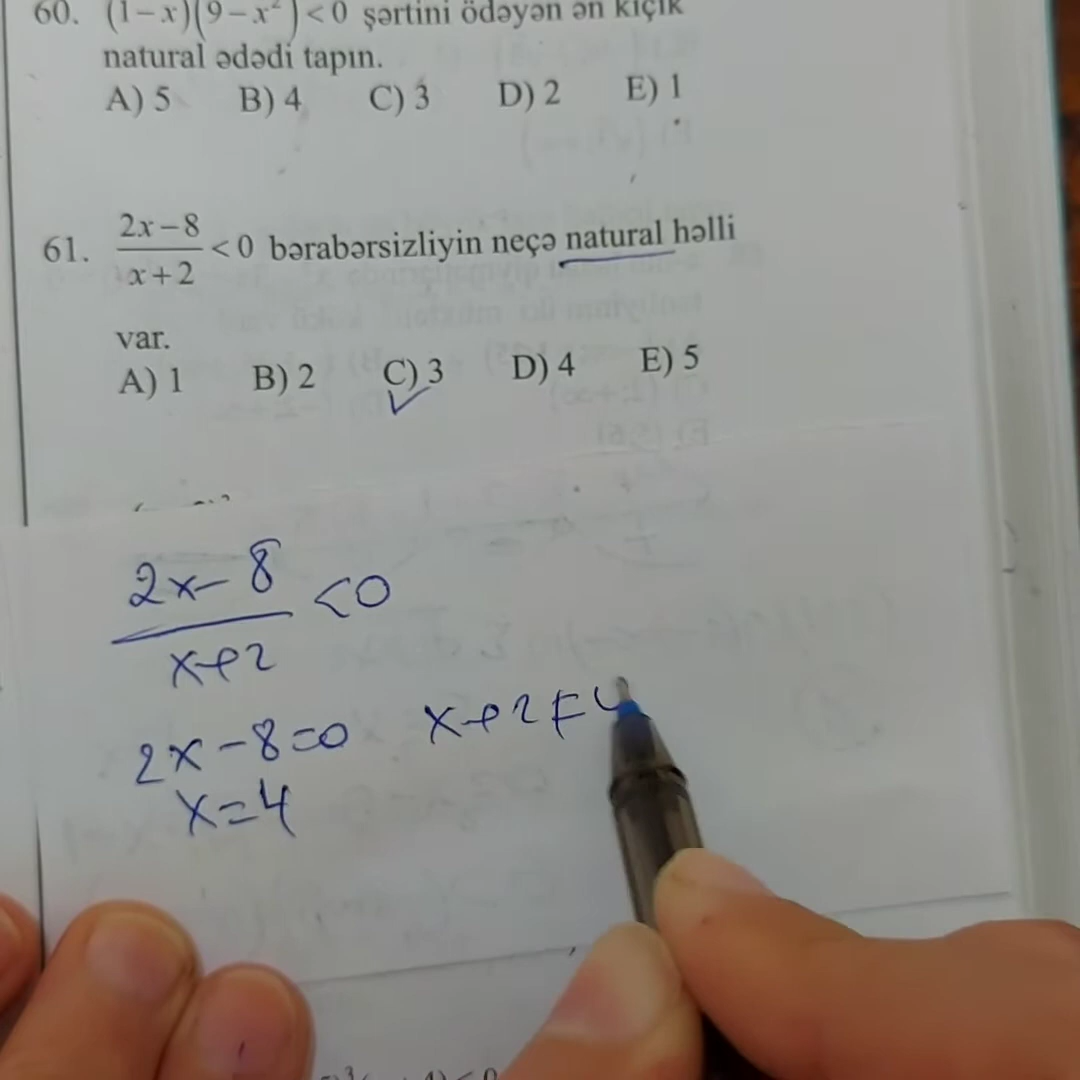 60. (1−x)(9−x²)<0 şərtini ödəyən ən kiçik
natural ədədi tapın.
A) 5 B) 4 C) 3 D) 2 E) 1
61. (2x−8)/(x+2) < 0 bərabərsizliyin neçə natural həlli
var.
A) 1 B) 2 C) 3 D) 4 E) 5
2x−8
<0
x+2
2x−8=0 x+2≠
x=4